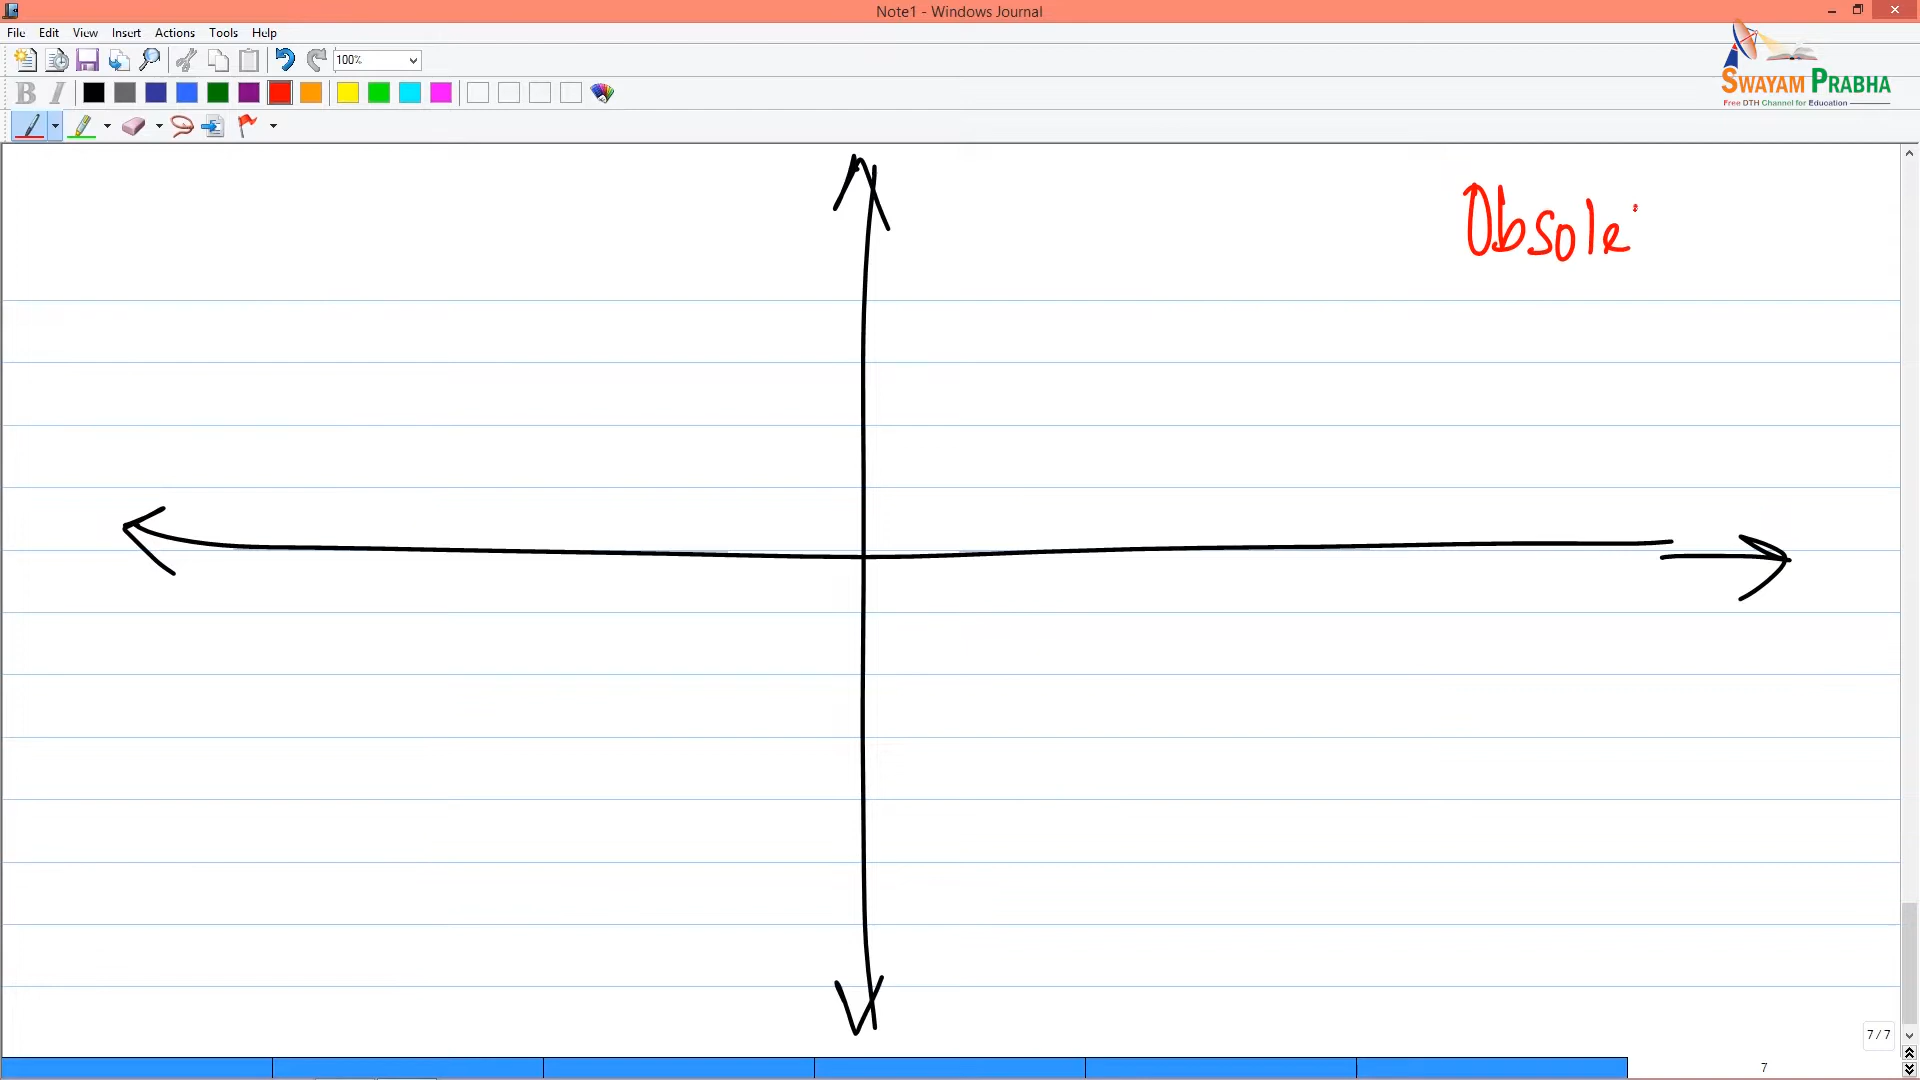 Note1 - Windows Journal
File Edit View Insert Actions Tools Help
100%
B I
SWAYAM PRABHA
Free DTH Channel for Education
Obsole
7 / 7
7